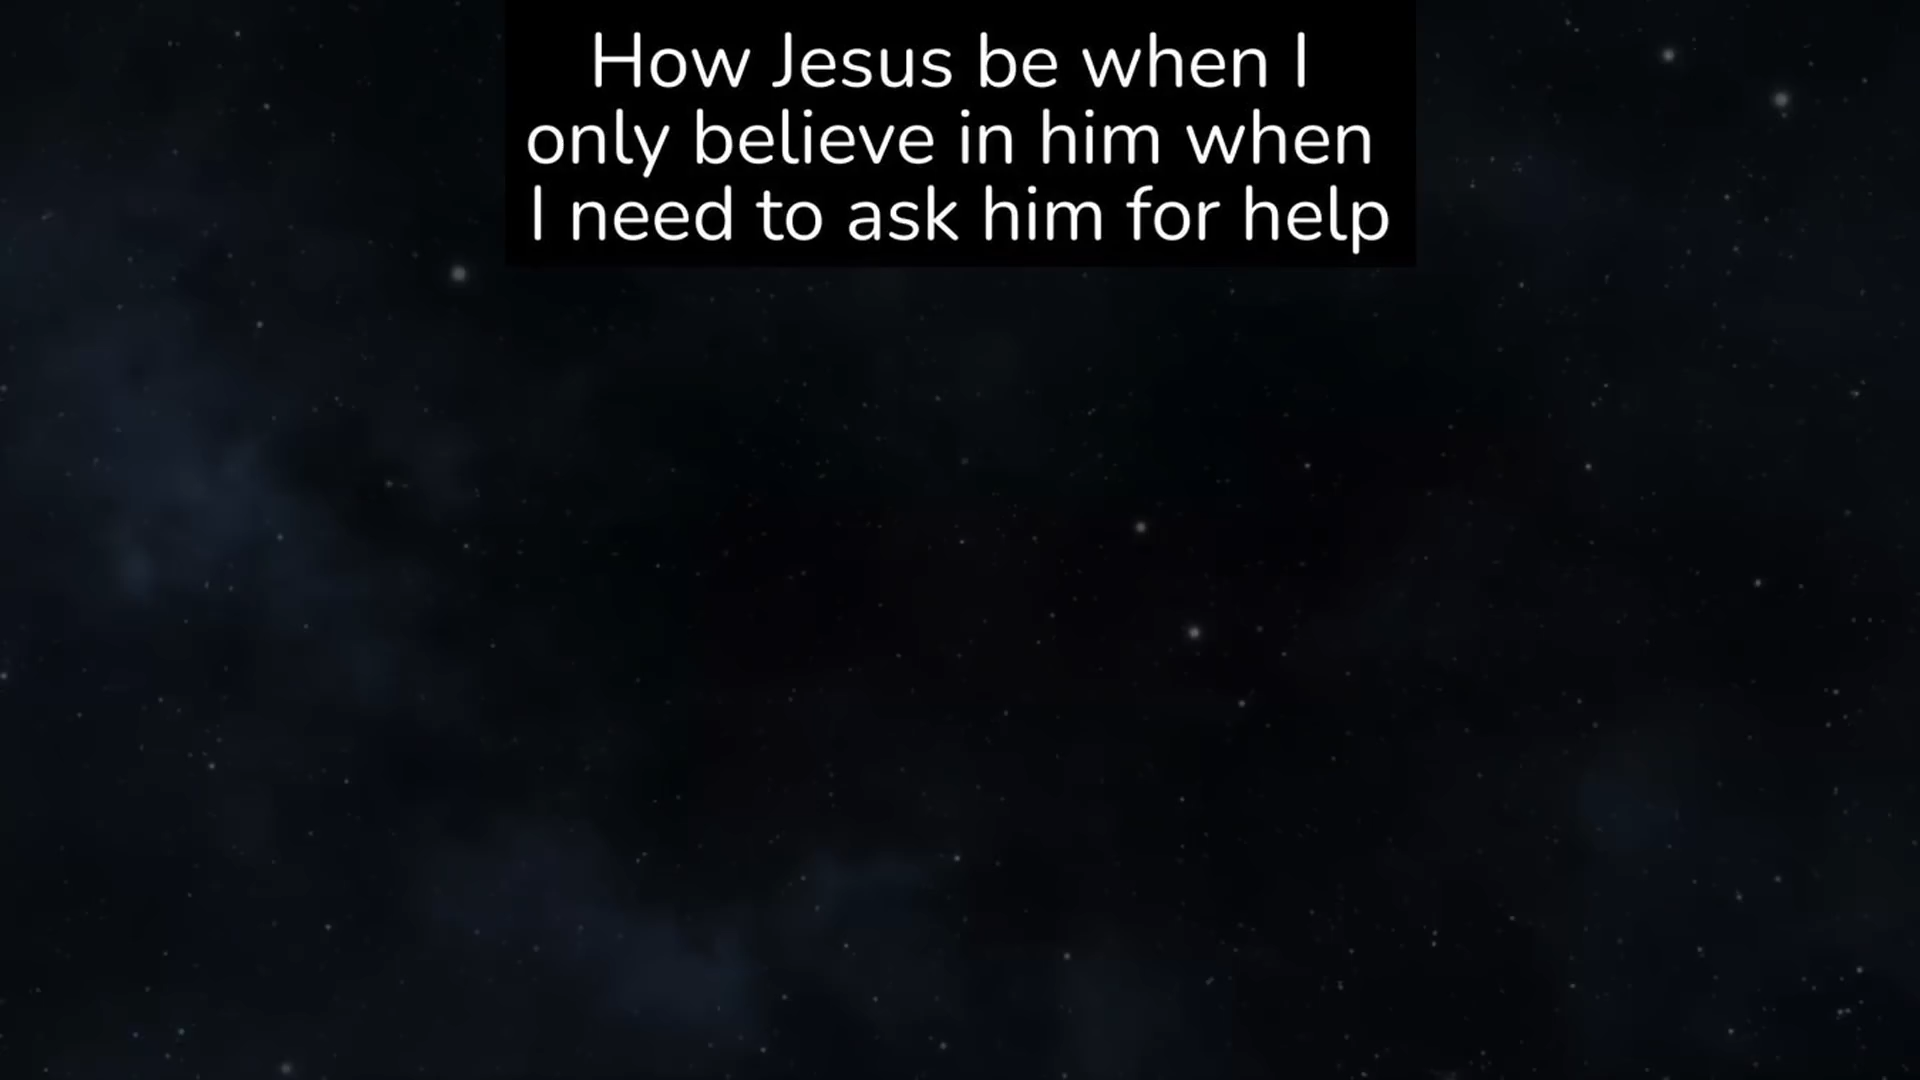 How Jesus be when I
only believe in him when
I need to ask him for help